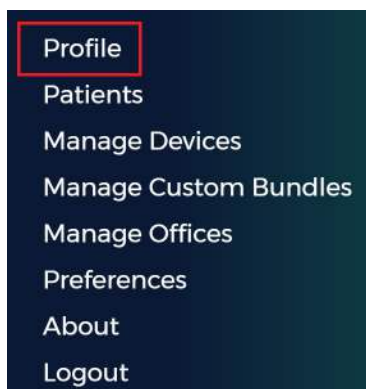 Profile
Patients
Manage Devices
Manage Custom Bundles
Manage Offices
Preferences
About
Logout